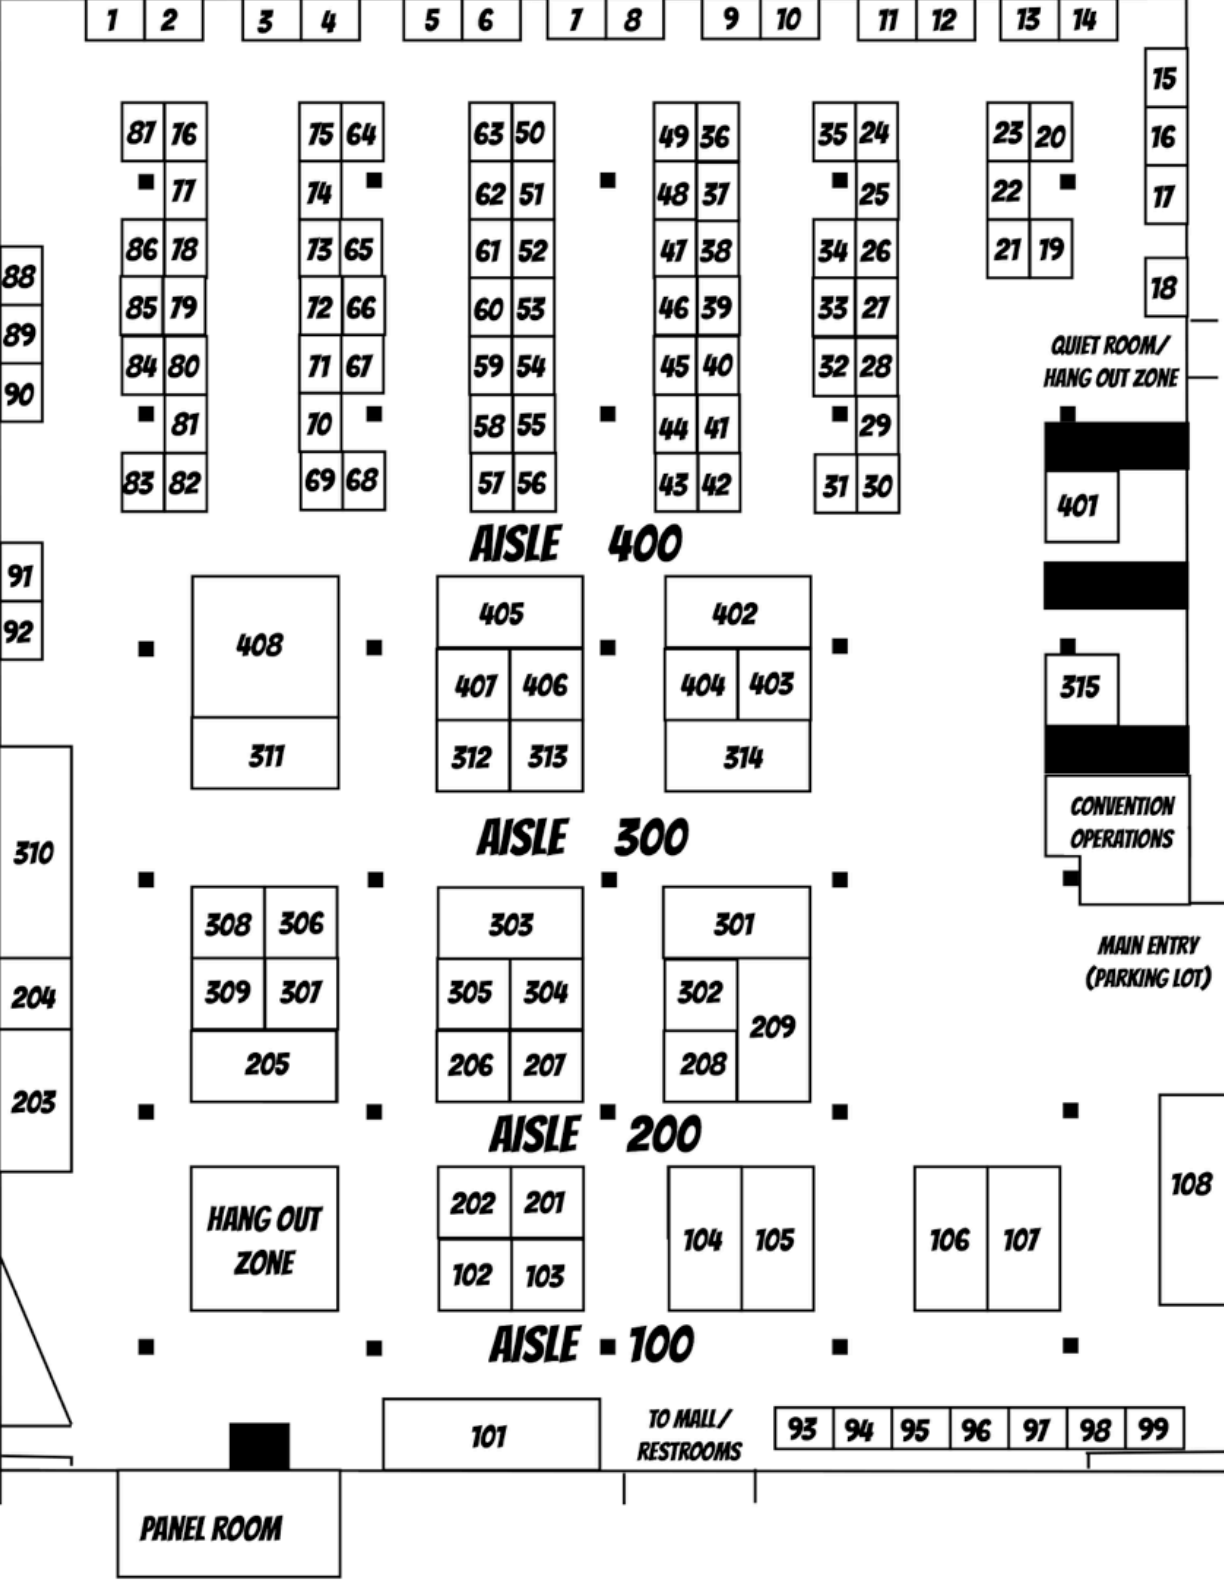 1 2 3 4 5 6 7 8 9 10 11 12 13 14
15
87 76 75 64 63 50 49 36 35 24 23 20
16
77 74 62 51 48 37 25 22
17
86 78 73 65 61 52 47 38 34 26 21 19
88
18
85 79 72 66 60 53 46 39 33 27
89
QUIET ROOM/
HANG OUT ZONE
84 80 71 67 59 54 45 40 32 28
90
81 70 58 55 44 41 29
83 82 69 68 57 56 43 42 31 30
401
AISLE 400
91
92
408 405 402
407 406 404 403
315
311 312 313 314
CONVENTION
OPERATIONS
AISLE 300
310
308 306 303 301
MAIN ENTRY
(PARKING LOT)
204
309 307 305 304 302
209
205 206 207 208
203
AISLE 200
HANG OUT
ZONE
202 201
104 105 106 107
108
102 103
AISLE 100
101
TO MALL/
RESTROOMS
93 94 95 96 97 98 99
PANEL ROOM